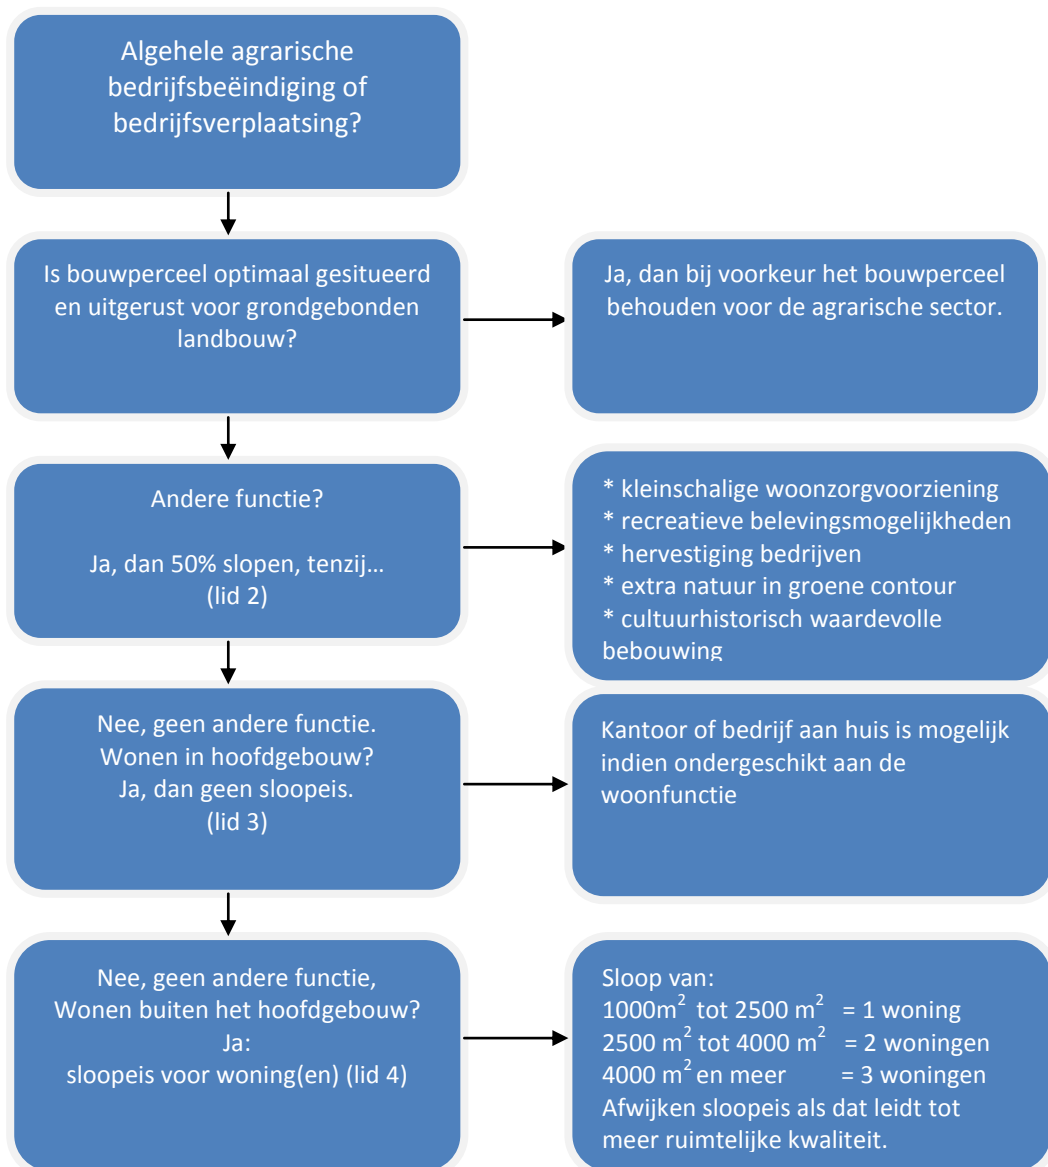 Algehele agrarische
bedrijfsbeëindiging of
bedrijfsverplaatsing?
Is bouwperceel optimaal gesitueerd
en uitgerust voor grondgebonden
landbouw?
Ja, dan bij voorkeur het bouwperceel
behouden voor de agrarische sector.
Andere functie?
Ja, dan 50% slopen, tenzij...
(lid 2)
* kleinschalige woonzorgvoorziening
* recreatieve belevingsmogelijkheden
* hervestiging bedrijven
* extra natuur in groene contour
* cultuurhistorisch waardevolle
bebouwing
Nee, geen andere functie.
Wonen in hoofdgebouw?
Ja, dan geen sloopeis.
(lid 3)
Kantoor of bedrijf aan huis is mogelijk
indien ondergeschikt aan de
woonfunctie
Nee, geen andere functie,
Wonen buiten het hoofdgebouw?
Ja:
sloopeis voor woning(en) (lid 4)
Sloop van:
1000m² tot 2500 m² = 1 woning
2500 m² tot 4000 m² = 2 woningen
4000 m² en meer = 3 woningen
Afwijken sloopeis als dat leidt tot
meer ruimtelijke kwaliteit.